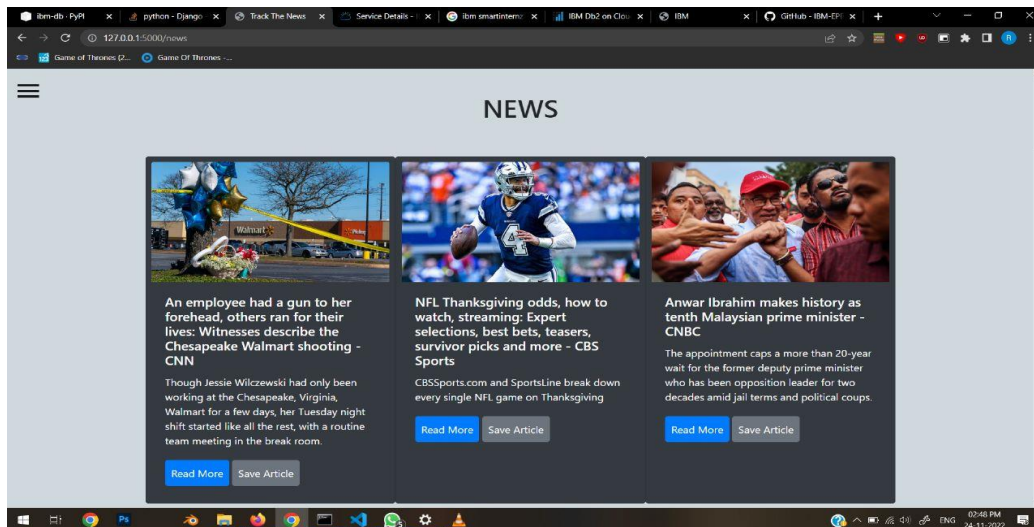 ibm-db · PyPI
python - Django
Track The News
Service Details -
ibm smartintern
IBM Db2 on Clou
IBM
GitHub - IBM-EPI
127.0.0.1:5000/news
Game of Thrones (2...
Game Of Thrones -...
NEWS
Walmart
4
An employee had a gun to her
forehead, others ran for their
lives: Witnesses describe the
Chesapeake Walmart shooting -
CNN
Though Jessie Wilczewski had only been
working at the Chesapeake, Virginia,
Walmart for a few days, her Tuesday night
shift started like all the rest, with a routine
team meeting in the break room.
Read More
Save Article
NFL Thanksgiving odds, how to
watch, streaming: Expert
selections, best bets, teasers,
survivor picks and more - CBS
Sports
CBSSports.com and SportsLine break down
every single NFL game on Thanksgiving
Read More
Save Article
Anwar Ibrahim makes history as
tenth Malaysian prime minister -
CNBC
The appointment caps a more than 20-year
wait for the former deputy prime minister
who has been opposition leader for two
decades amid jail terms and political coups.
Read More
Save Article
Ps
ENG
02:48 PM
24-11-2022